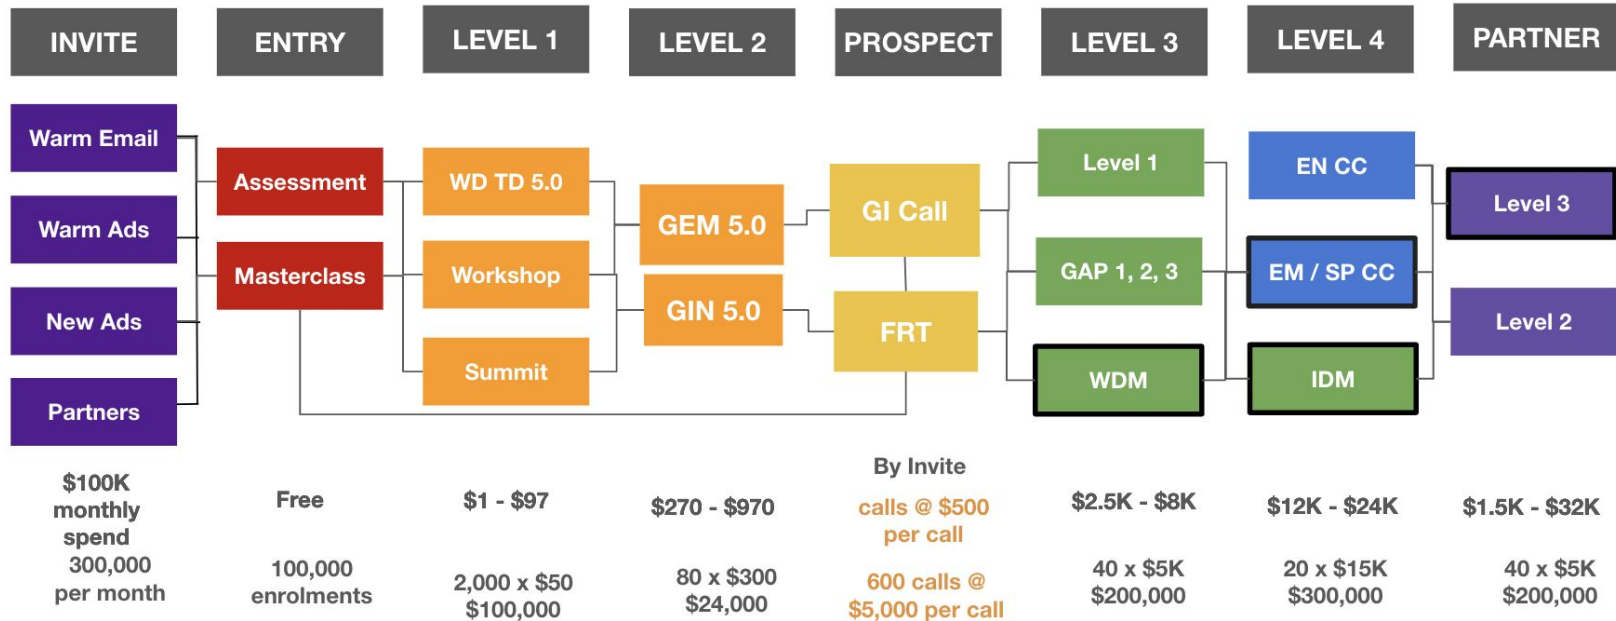 INVITE
ENTRY
LEVEL 1
LEVEL 2
PROSPECT
LEVEL 3
LEVEL 4
PARTNER
Warm Email
Warm Ads
New Ads
Partners
Assessment
Masterclass
WD TD 5.0
Workshop
Summit
GEM 5.0
GIN 5.0
GI Call
FRT
Level 1
GAP 1, 2, 3
WDM
EN CC
EM / SP CC
IDM
Level 3
Level 2
$100K
monthly
spend
300,000
per month
Free
100,000
enrolments
$1 - $97
2,000 x $50
$100,000
$270 - $970
80 x $300
$24,000
By Invite
calls @ $500
per call
600 calls @
$5,000 per call
$2.5K - $8K
40 x $5K
$200,000
$12K - $24K
20 x $15K
$300,000
$1.5K - $32K
40 x $5K
$200,000